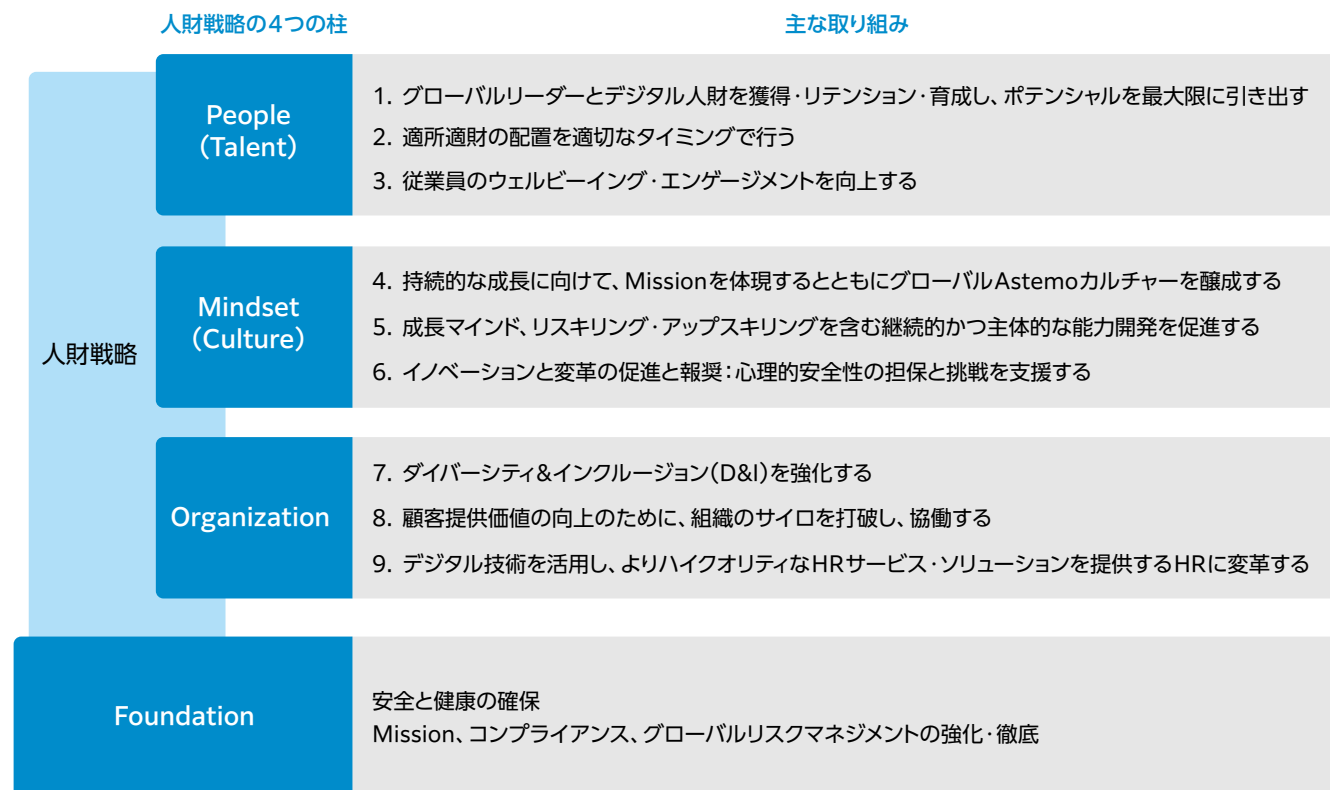 人財戦略の4つの柱
主な取り組み
人財戦略
People
(Talent)
1. グローバルリーダーとデジタル人財を獲得・リテンション・育成し、ポテンシャルを最大限に引き出す
2. 適所適財の配置を適切なタイミングで行う
3. 従業員のウェルビーイング・エンゲージメントを向上する
Mindset
(Culture)
4. 持続的な成長に向けて、Missionを体現するとともにグローバルAstemoカルチャーを醸成する
5. 成長マインド、リスキリング・アップスキリングを含む継続的かつ主体的な能力開発を促進する
6. イノベーションと変革の促進と報奨：心理的安全性の担保と挑戦を支援する
Organization
7. ダイバーシティ&インクルージョン（D&I）を強化する
8. 顧客提供価値の向上のために、組織のサイロを打破し、協働する
9. デジタル技術を活用し、よりハイクオリティなHRサービス・ソリューションを提供するHRに変革する
Foundation
安全と健康の確保
Mission、コンプライアンス、グローバルリスクマネジメントの強化・徹底